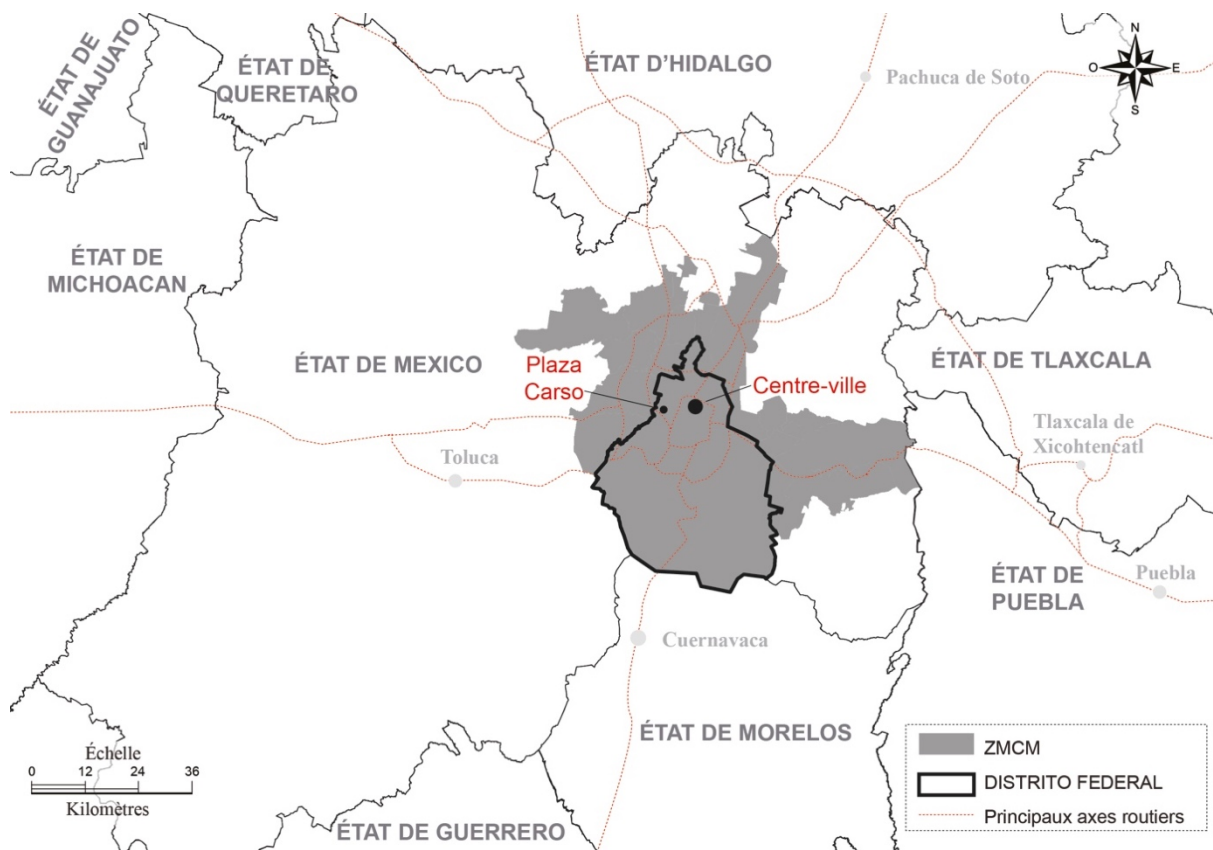 ÉTAT DE
GUANAJUATO
ÉTAT DE
QUERETARO
ÉTAT D'HIDALGO
Pachuca de Soto
N
O
E
S
ÉTAT DE
MICHOACAN
ÉTAT DE MEXICO
Plaza
Carso
Centre-ville
ÉTAT DE TLAXCALA
Tlaxcala de
Xicohtencatl
Toluca
ÉTAT DE
PUEBLA
Puebla
Cuernavaca
ÉTAT DE MORELOS
ÉTAT DE GUERRERO
Échelle
0 12 24 36
Kilomètres
ZMCM
DISTRITO FEDERAL
Principaux axes routiers